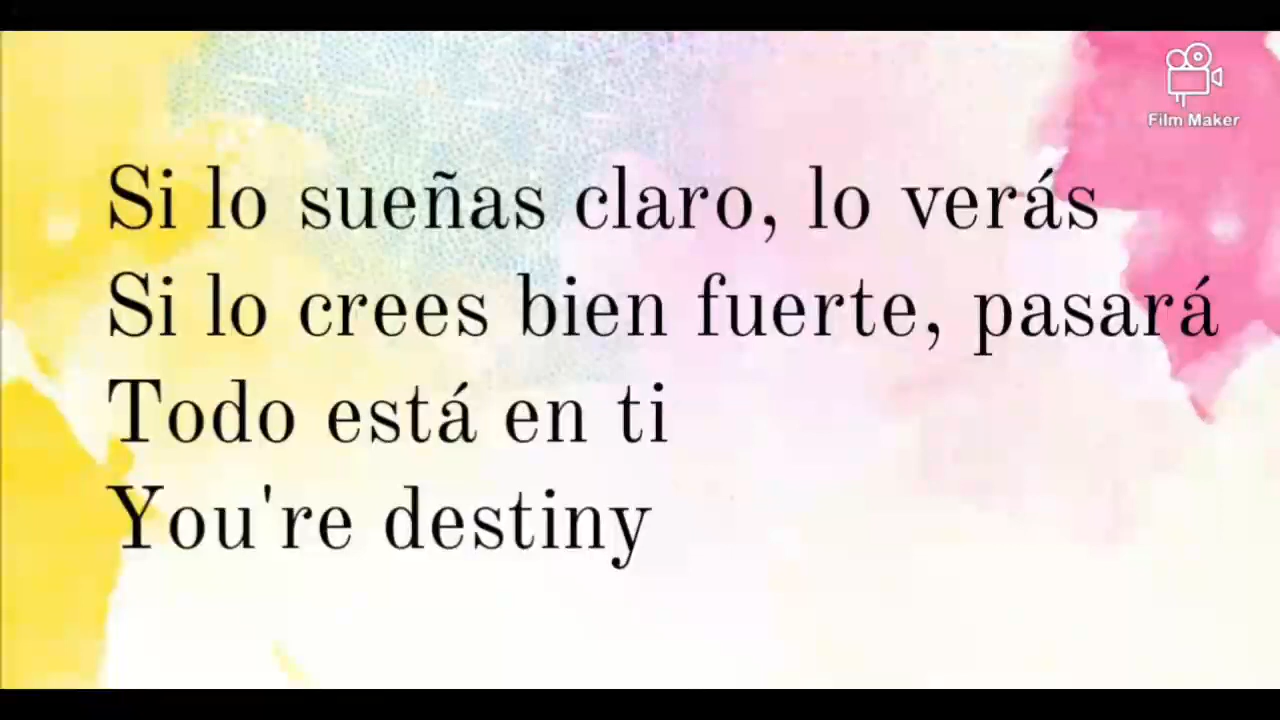 Film Maker
Si lo sueñas claro, lo verás
Si lo crees bien fuerte, pasará
Todo está en ti
You're destiny